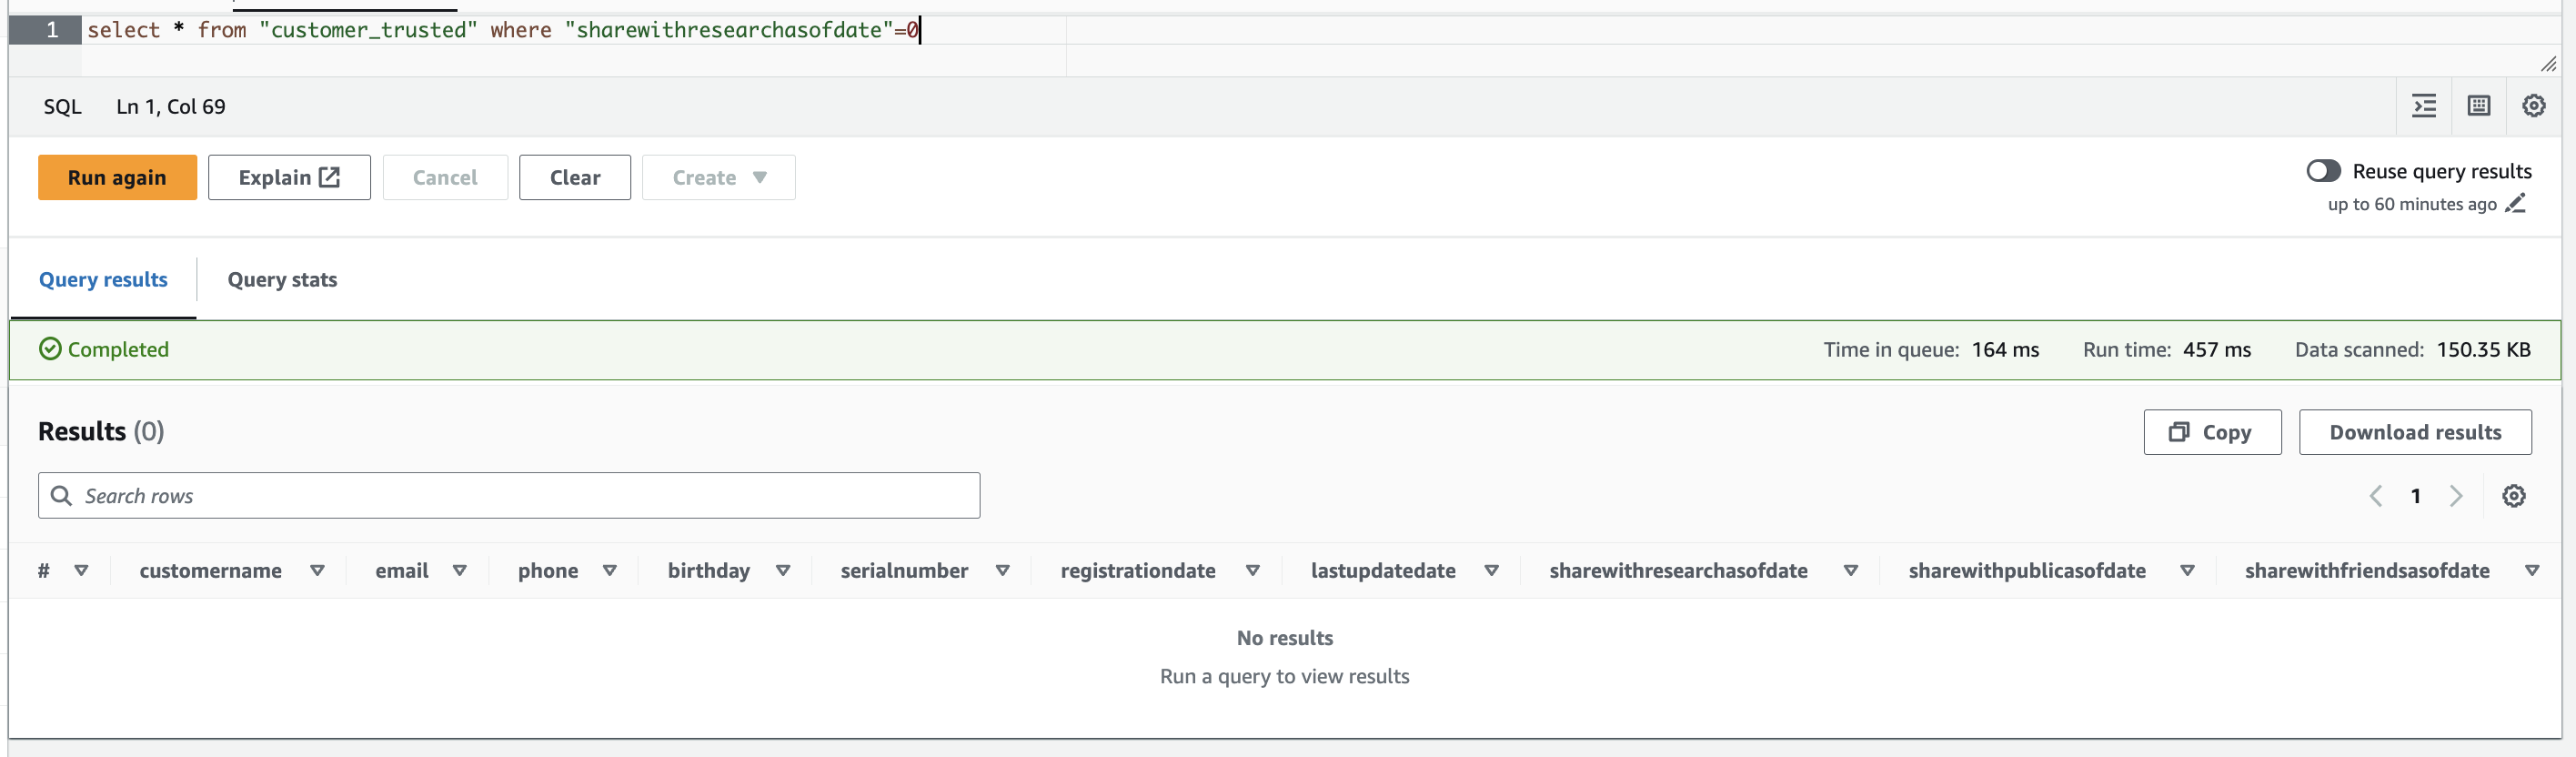 1 select * from "customer_trusted" where "sharewithresearchasofdate"=0
SQL Ln 1, Col 69
Run again Explain Cancel Clear Create
Reuse query results
up to 60 minutes ago
Query results Query stats
Completed Time in queue: 164 ms Run time: 457 ms Data scanned: 150.35 KB
Results (0) Copy Download results
Search rows 1
# customername email phone birthday serialnumber registrationdate lastupdatedate sharewithresearchasofdate sharewithpublicasofdate sharewithfriendsasofdate
No results
Run a query to view results